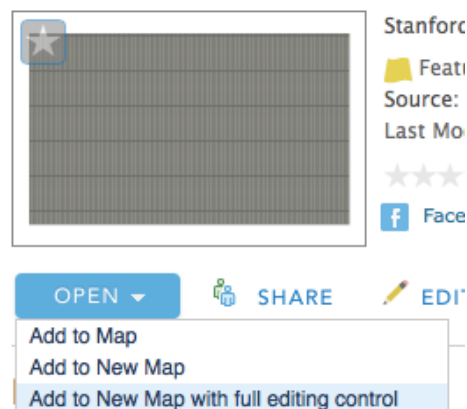 Stanford
Featu
Source:
Last Mo
Face
OPEN
SHARE
EDIT
Add to Map
Add to New Map
Add to New Map with full editing control